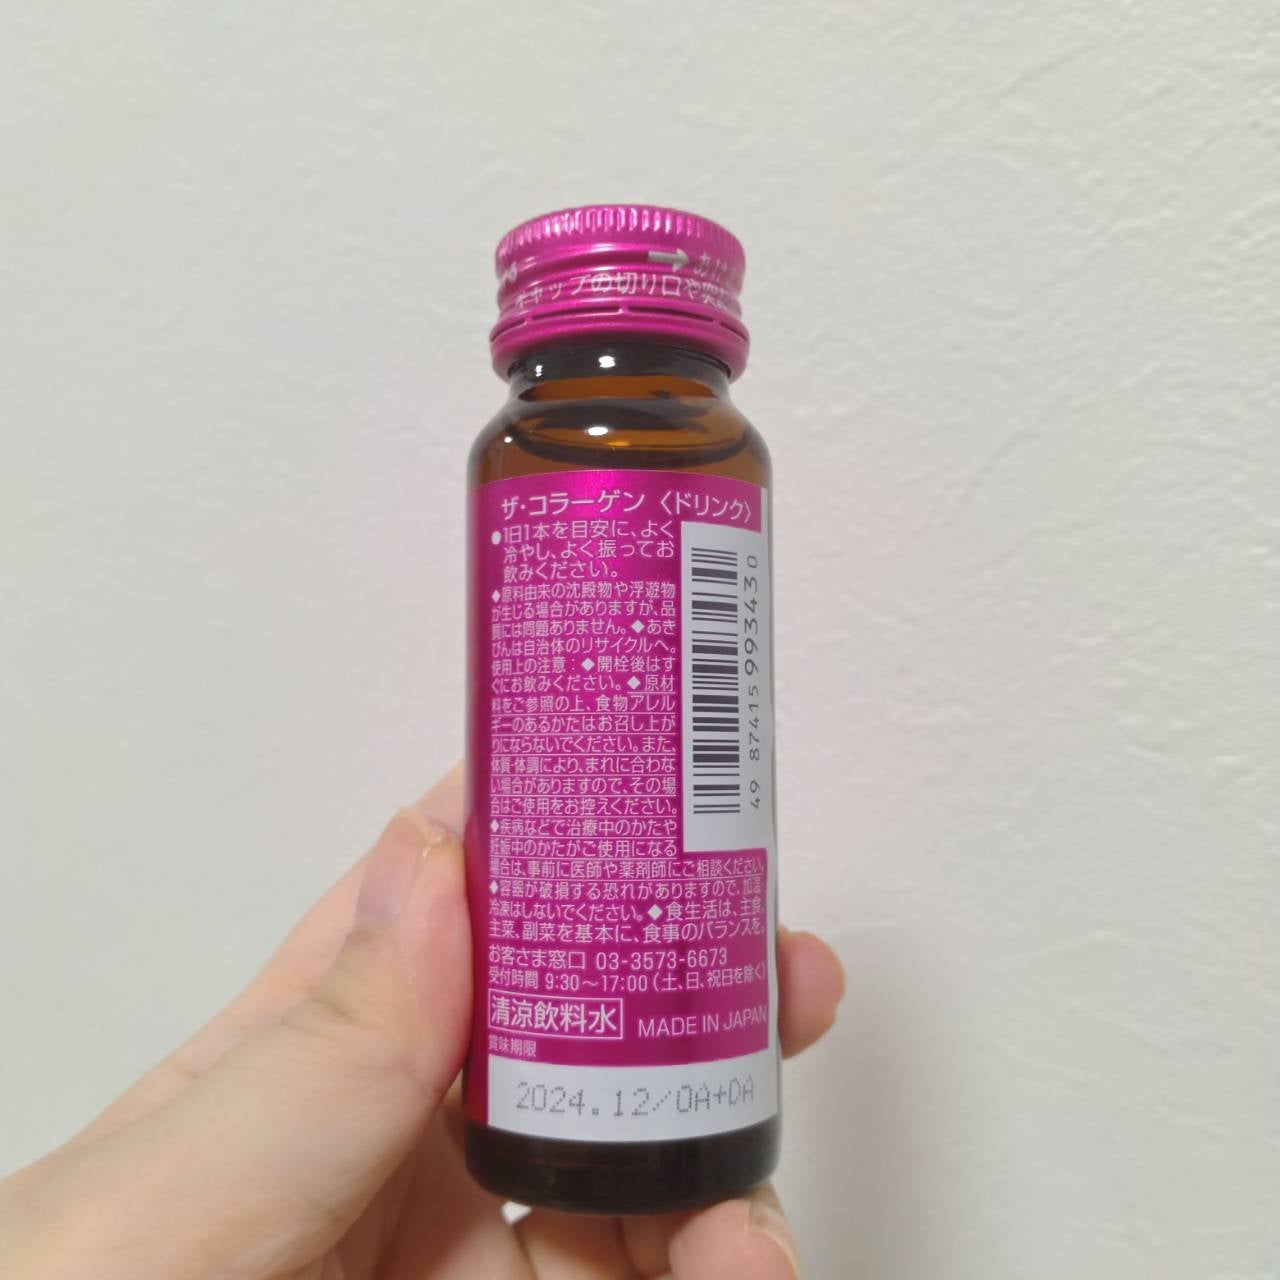 →あけ
キャップの切り口や突
ザ・コラーゲン〈ドリンク〉
●1日1本を目安に、よく
冷やし、よく振ってお
飲みください。
◆原料由来の沈殿物や浮遊物
が生じる場合がありますが、品
質には問題ありません。◆あき
びんは自治体のリサイクルへ。
使用上の注意：◆開栓後はす
ぐにお飲みください。◆原材
料をご参照の上、食物アレル
ギーのあるかたはお召し上が
りにならないでください。また、
体質・体調により、まれに合わな
い場合がありますので、その場
合はご使用をお控えください。
◆疾病などで治療中のかたや
妊娠中のかたがご使用になる
場合は、事前に医師や薬剤師にご相談ください。
◆容器が破損する恐れがありますので、加温・
冷凍はしないでください。◆食生活は、主食、
主菜、副菜を基本に、食事のバランスを。
お客さま窓口 03-3573-6673
受付時間 9:30～17:00（土、日、祝日を除く）
清涼飲料水 MADE IN JAPAN
賞味期限
2024.12/OA+DA
49 87415 993430